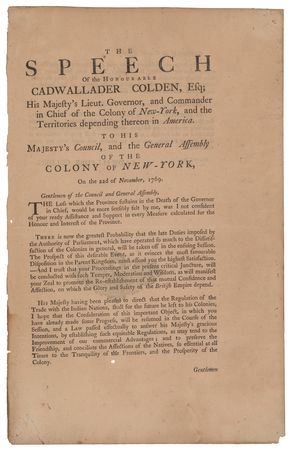 THE
SPEECH
Of the HONOURABLE
CADWALLADER COLDEN, Esq;
His Majesty's Lieut. Governor, and Commander
in Chief of the Colony of New-York, and the
Territories depending thereon in America.
TO HIS
MAJESTY'S Council, and the General Assembly
OF THE
COLONY OF NEW-YORK,
On the 22d of November, 1769.
Gentlemen of the Council and General Assembly,
THE Loss which the Province sustains in the Death of the Governor
in Chief, would be more sensibly felt by me, was I not confident
of your ready Assistance and Support in every Measure calculated for the
Honour and Interest of the Province.
THERE is now the greatest Probability that the late Duties imposed by
the Authority of Parliament, which have operated so much to the Dissatis-
faction of the Colonies in general, will be taken off in the ensuing Session.
The Prospect of this desirable Event, as it evinces the most favourable
Disposition in the Parent Kingdom, must afford you the highest Satisfaction.
—And I trust that your Proceedings in the present critical Juncture, will
be conducted with such Temper, Moderation and Wisdom, as will manifest
your Zeal to promote the Re-establishment of that mutual Confidence and
Affection, on which the Glory and Safety of the British Empire depend.
HIS Majesty having been pleased to direct that the Regulation of the
Trade with the Indian Nations, shall for the future be left to his Colonies,
I hope that the Consideration of this important Object, in which you
have already made some Progress, will be resumed in the Course of the
Session, and a Law passed effectually to answer his Majesty's gracious
Intentions, by establishing such equitable Regulations, as may tend to the
Improvement of our commercial Advantages; and to preserve the
Friendship, and conciliate the Affections of the Natives, so essential at all
Times to the Tranquility of the Frontiers, and the Prosperity of the
Colony.
Gentlemen